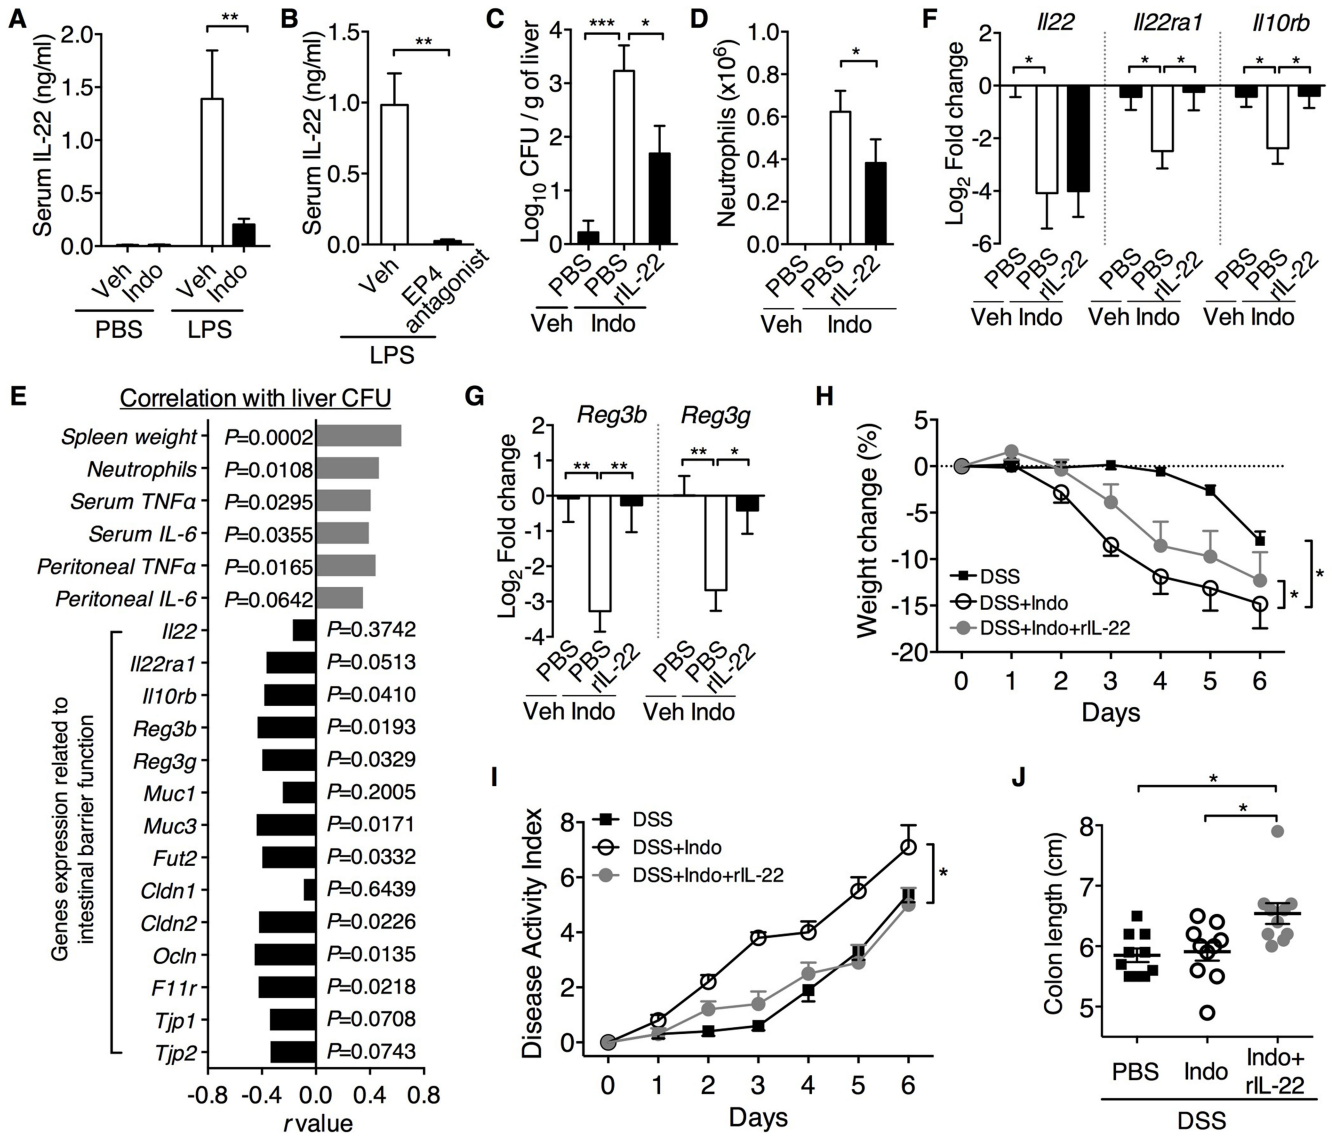 A
Serum IL-22 (ng/ml)
2.0
1.5
1.0
0.5
0.0
**
Veh
Indo
Veh
Indo
PBS
LPS
B
Serum IL-22 (ng/ml)
1.5
1.0
0.5
0.0
**
Veh
EP4
antagonist
LPS
C
Log10 CFU / g of liver
4
3
2
1
0
***
*
PBS
PBS
rIL-22
Veh
Indo
D
Neutrophils (x10^6)
1.0
0.8
0.6
0.4
0.2
0.0
*
PBS
PBS
rIL-22
Veh
Indo
F
Il22
Il22ra1
Il10rb
Log2 Fold change
2
0
-2
-4
-6
*
*
*
*
*
PBS
PBS
rIL-22
PBS
PBS
rIL-22
PBS
PBS
rIL-22
Veh Indo
Veh Indo
Veh Indo
E
Correlation with liver CFU
Spleen weight P=0.0002
Neutrophils P=0.0108
Serum TNFα P=0.0295
Serum IL-6 P=0.0355
Peritoneal TNFα P=0.0165
Peritoneal IL-6 P=0.0642
Il22 P=0.3742
Il22ra1 P=0.0513
Il10rb P=0.0410
Reg3b P=0.0193
Reg3g P=0.0329
Muc1 P=0.2005
Muc3 P=0.0171
Fut2 P=0.0332
Cldn1 P=0.6439
Cldn2 P=0.0226
Ocln P=0.0135
F11r P=0.0218
Tjp1 P=0.0708
Tjp2 P=0.0743
Genes expression related to
intestinal barrier function
-0.8 -0.4 0.0 0.4 0.8
r value
G
Reg3b
Reg3g
Log2 Fold change
2
1
0
-1
-2
-3
-4
**
**
**
*
PBS
PBS
rIL-22
PBS
PBS
rIL-22
Veh Indo
Veh Indo
H
Weight change (%)
5
0
-5
-10
-15
-20
DSS
DSS+Indo
DSS+Indo+rIL-22
*
*
0 1 2 3 4 5 6
Days
I
Disease Activity Index
8
6
4
2
0
DSS
DSS+Indo
DSS+Indo+rIL-22
*
0 1 2 3 4 5 6
Days
J
Colon length (cm)
8
7
6
5
*
*
PBS
Indo
Indo+
rIL-22
DSS